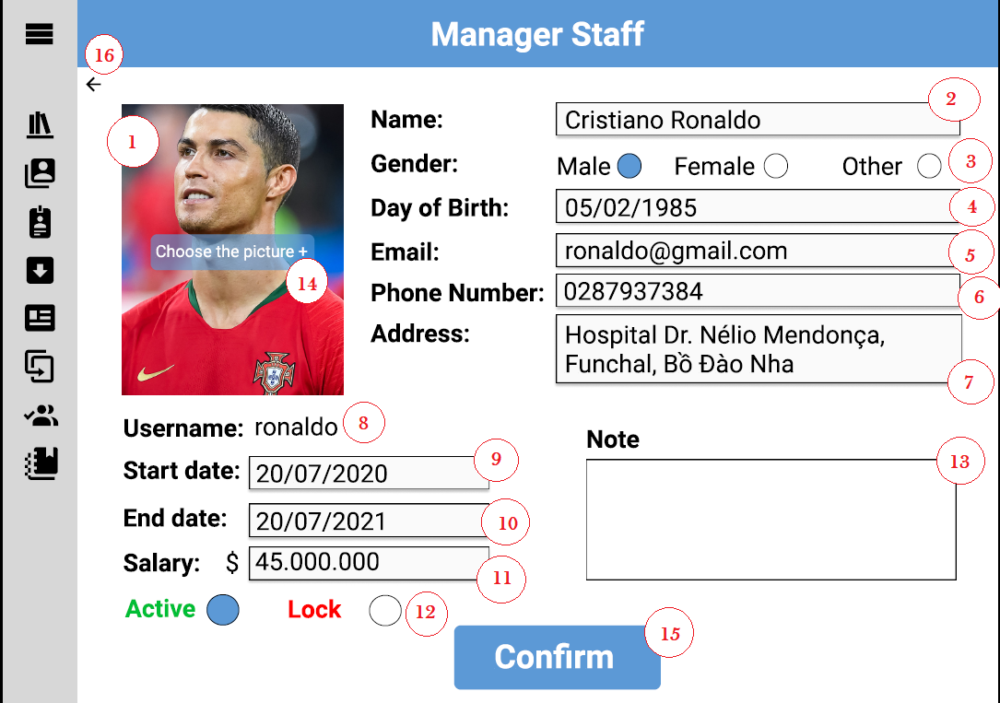 Manager Staff
16
1
Name: Cristiano Ronaldo 2
Gender: Male Female Other 3
Day of Birth: 05/02/1985 4
Email: ronaldo@gmail.com 5
Choose the picture +
14
Phone Number: 0287937384 6
Address: Hospital Dr. Nélio Mendonça,
Funchal, Bồ Đào Nha
7
Username: ronaldo 8
Start date: 20/07/2020 9
End date: 20/07/2021 10
Salary: $ 45.000.000 11
Active Lock 12
Note
13
Confirm 15